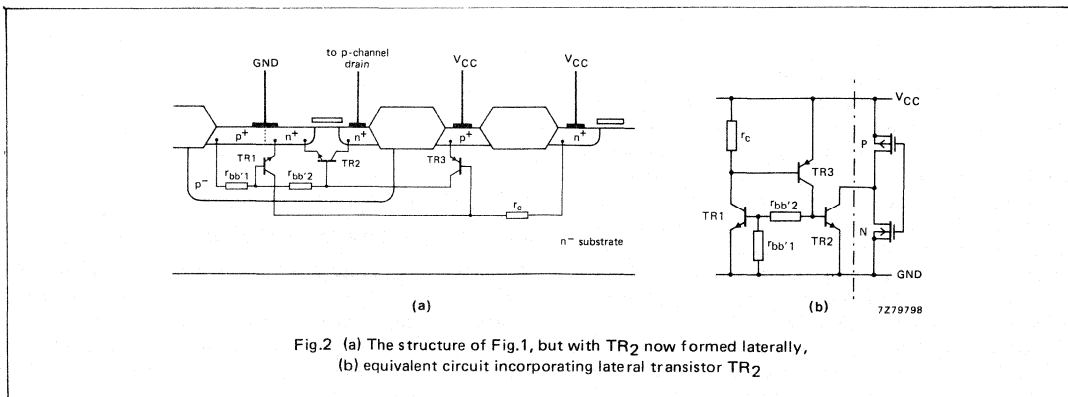 GND
to p-channel
drain
VCC
VCC
p+
n+
n+
p+
n+
TR1
TR2
TR3
p−
rbb'1
rbb'2
rc
n− substrate
(a)
VCC
rc
P
TR3
TR1
rbb'2
TR2
N
rbb'1
GND
(b)
7Z79798
Fig.2 (a) The structure of Fig.1, but with TR2 now formed laterally,
(b) equivalent circuit incorporating lateral transistor TR2